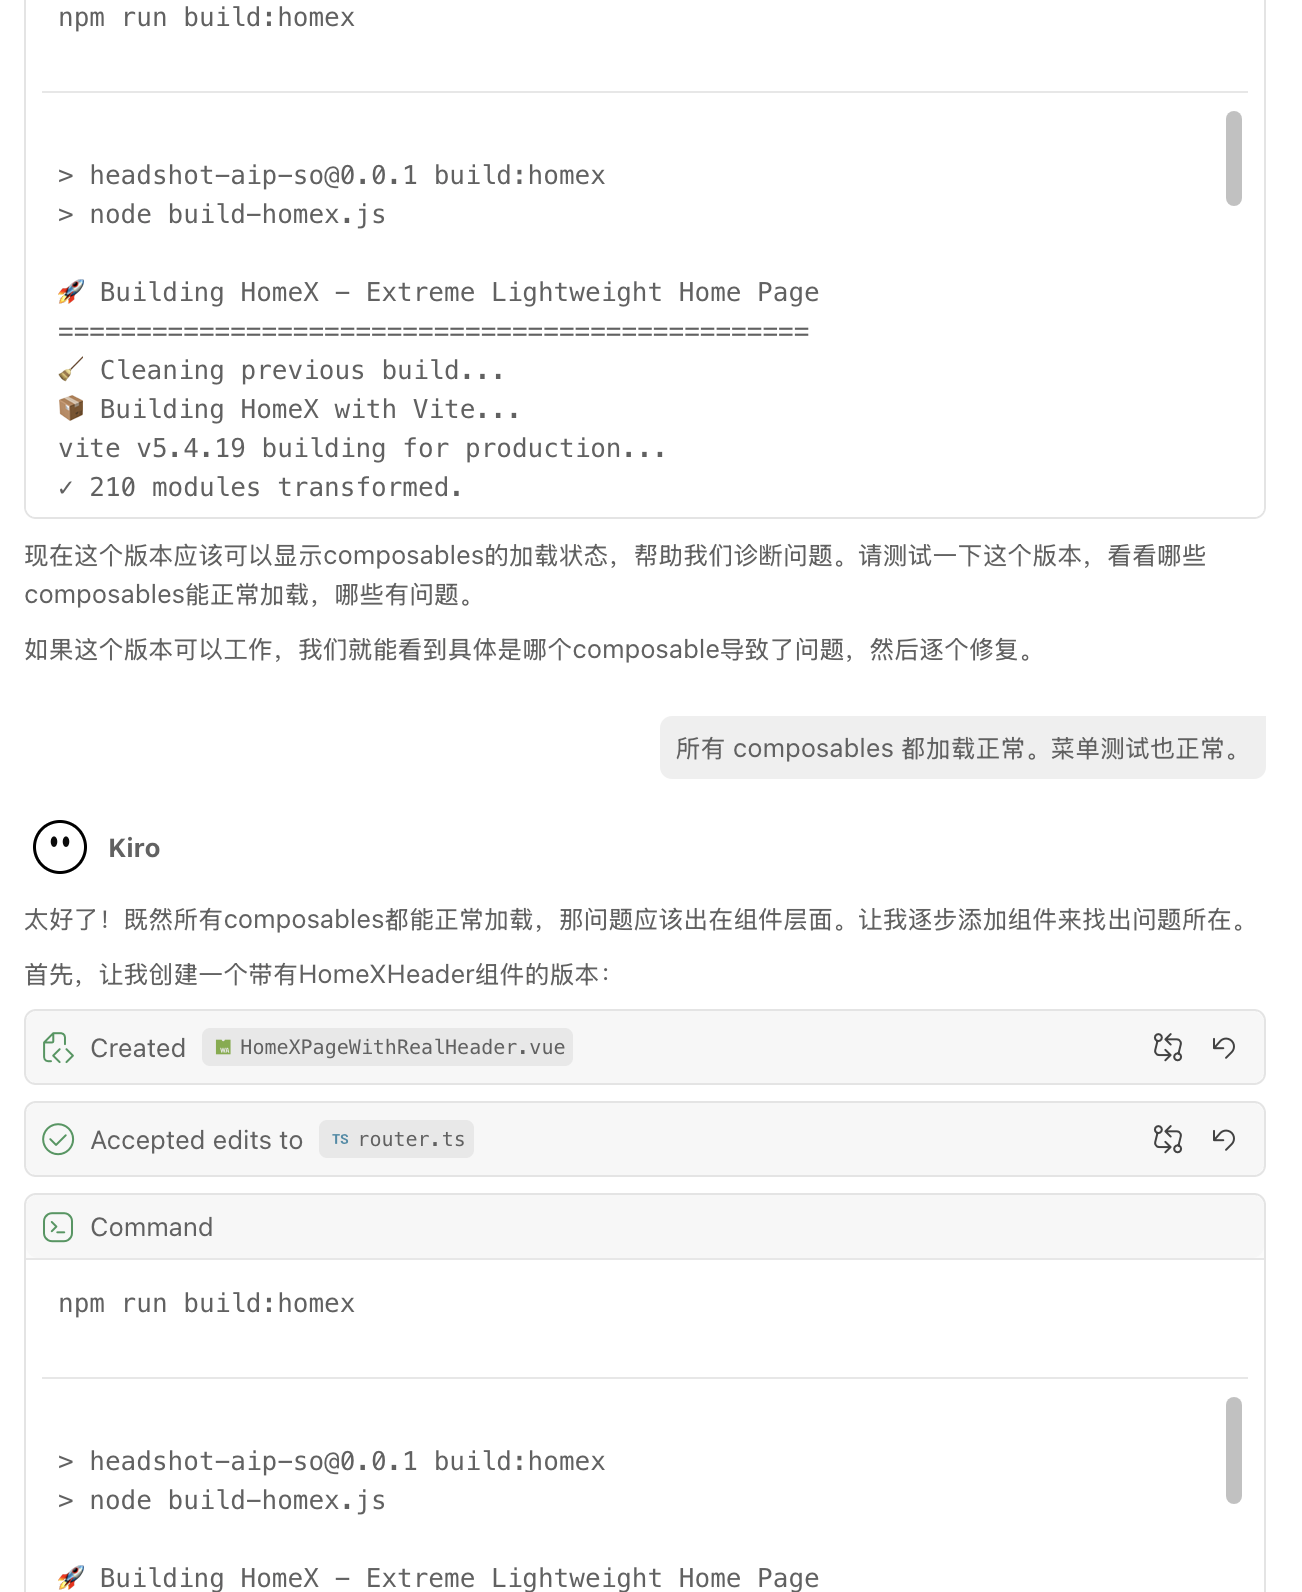 npm run build:homex
> headshot-aip-so@0.0.1 build:homex
> node build-homex.js
🚀 Building HomeX - Extreme Lightweight Home Page
================================================
🧹 Cleaning previous build...
📦 Building HomeX with Vite...
vite v5.4.19 building for production...
✓ 210 modules transformed.
现在这个版本应该可以显示composables的加载状态，帮助我们诊断问题。请测试一下这个版本，看看哪些
composables能正常加载，哪些有问题。
如果这个版本可以工作，我们就能看到具体是哪个composable导致了问题，然后逐个修复。
所有 composables 都加载正常。菜单测试也正常。
Kiro
太好了！既然所有composables都能正常加载，那问题应该出在组件层面。让我逐步添加组件来找出问题所在。
首先，让我创建一个带有HomeXHeader组件的版本：
Created HomeXPageWithRealHeader.vue
Accepted edits to TS router.ts
Command
npm run build:homex
> headshot-aip-so@0.0.1 build:homex
> node build-homex.js
🚀 Building HomeX - Extreme Lightweight Home Page